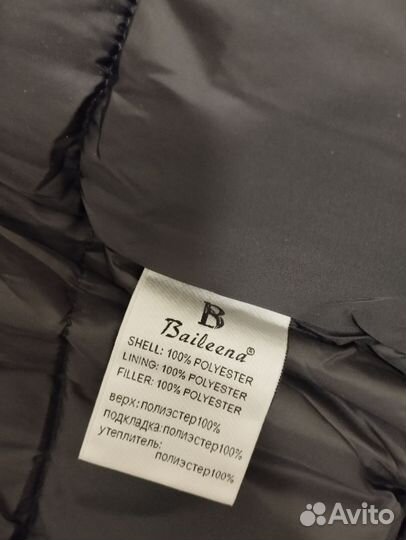 B
Baileena®
SHELL: 100% POLYESTER
LINING: 100% POLYESTER
FILLER: 100% POLYESTER
верх:полиэстер100%
подкладка:полиэстер100%
утеплитель:
полиэстер100%
Avito